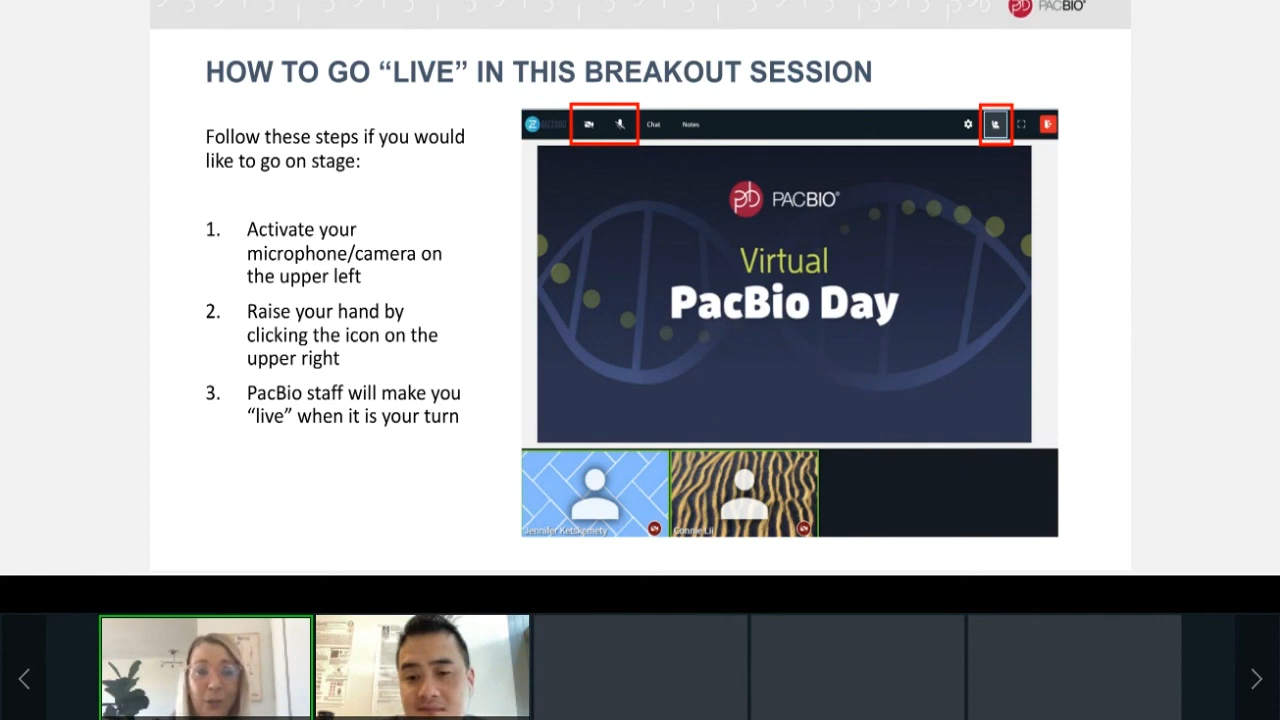 PACBIO®
HOW TO GO “LIVE” IN THIS BREAKOUT SESSION
Follow these steps if you would
like to go on stage:
1. Activate your
microphone/camera on
the upper left
2. Raise your hand by
clicking the icon on the
upper right
3. PacBio staff will make you
“live” when it is your turn
Chat Notes
PACBIO®
Virtual
PacBio Day
Jennifer Ketskemety
Connie Li